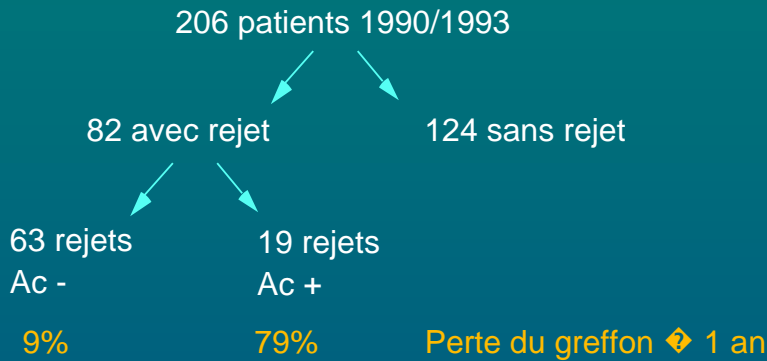 206 patients 1990/1993
82 avec rejet
124 sans rejet
63 rejets
Ac -
19 rejets
Ac +
9%
79%
Perte du greffon � 1 an